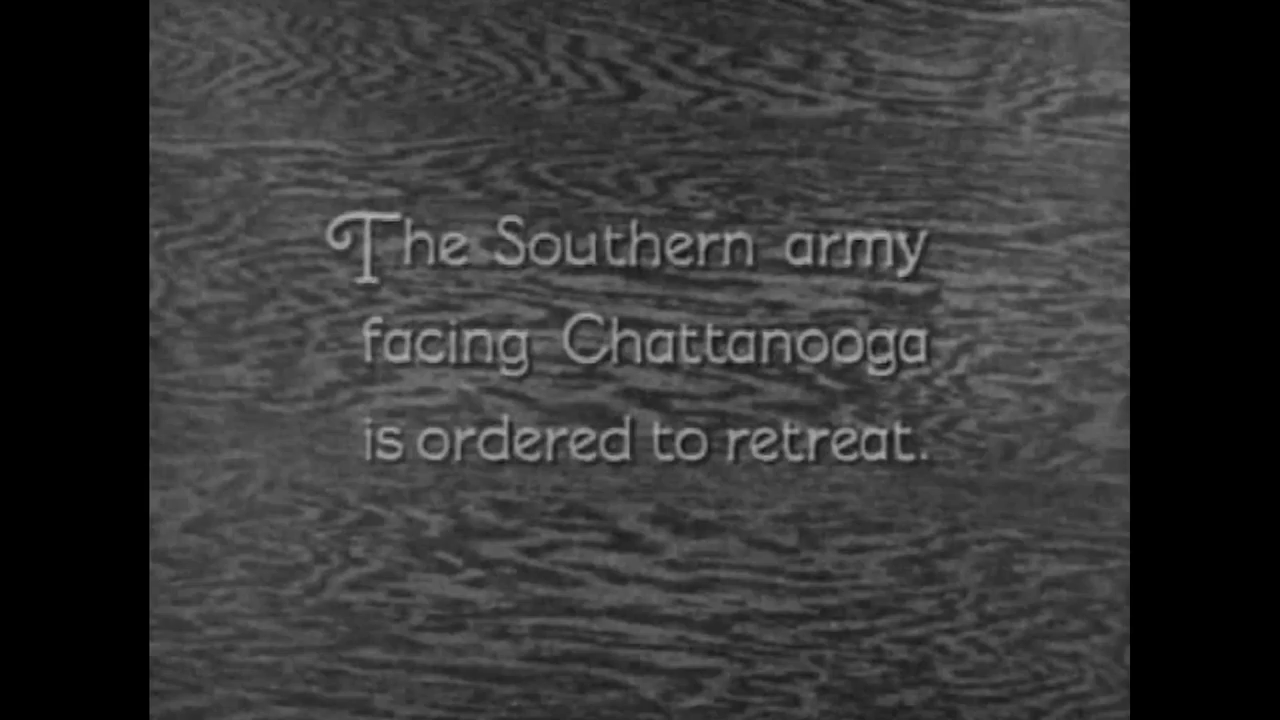 The Southern army
facing Chattanooga
is ordered to retreat.